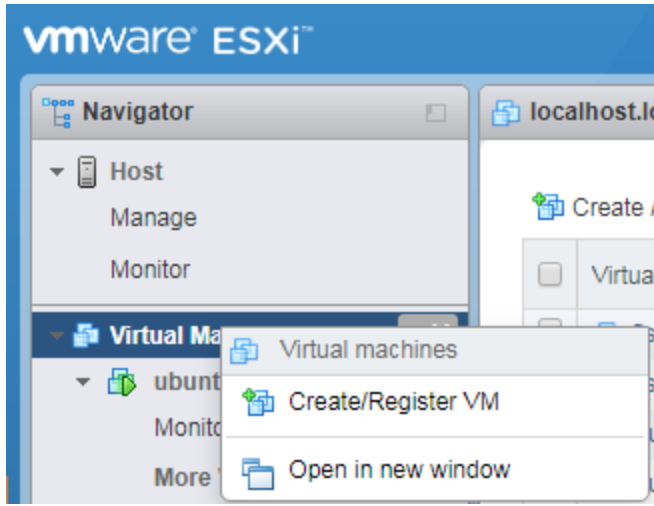 vmware® ESXi™
Navigator
localhost.lo
Host
Manage
Monitor
Create
Virtua
Virtual Ma
Virtual machines
ubunt
Create/Register VM
Monito
Open in new window
More